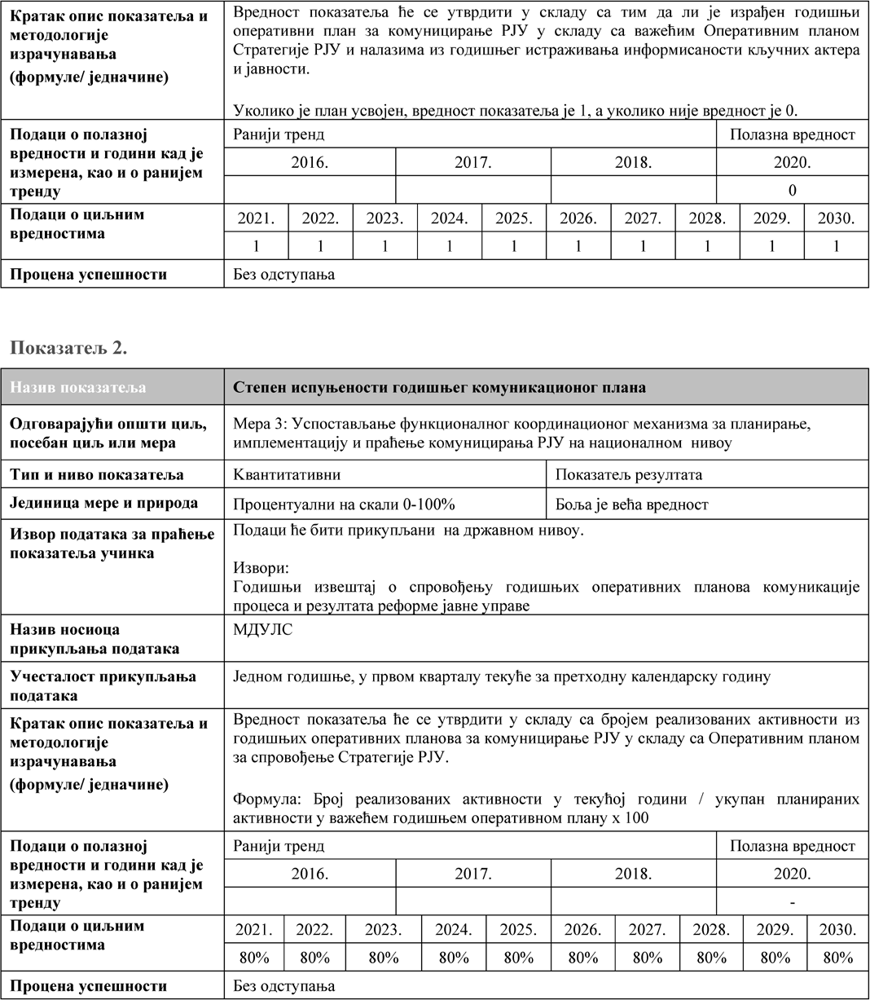 Кратак опис показатеља и
методологије
израчунавања
(формуле/ једначине)
Вредност показатеља ће се утврдити у складу са тим да ли је израђен годишњи
оперативни план за комуницирање РЈУ у складу са важећим Оперативним планом
Стратегије РЈУ и налазима из годишњег истраживања информисаности кључних актера
и јавности.
Уколико је план усвојен, вредност показатеља је 1, а уколико није вредност је 0.
Подаци о полазној
вредности и години кад је
измерена, као и о ранијем
тренду
Ранији тренд Полазна вредност
2016. 2017. 2018. 2020.
0
Подаци о циљним
вредностима
2021. 2022. 2023. 2024. 2025. 2026. 2027. 2028. 2029. 2030.
1 1 1 1 1 1 1 1 1 1
Процена успешности Без одступања
Показатељ 2.
Назив показатеља Степен испуњености годишњег комуникационог плана
Одговарајући општи циљ,
посебан циљ или мера
Мера 3: Успостављање функционалног координационог механизма за планирање,
имплементацију и праћење комуницирања РЈУ на националном нивоу
Тип и ниво показатеља Квантитативни Показатељ резултата
Јединица мере и природа Процентуални на скали 0-100% Боља је већа вредност
Извор података за праћење
показатеља учинка
Подаци ће бити прикупљани на државном нивоу.
Извори:
Годишњи извештај о спровођењу годишњих оперативних планова комуникације
процеса и резултата реформе јавне управе
Назив носиоца
прикупљања података
МДУЛС
Учесталост прикупљања
података
Једном годишње, у првом кварталу текуће за претходну календарску годину
Кратак опис показатеља и
методологије
израчунавања
(формуле/ једначине)
Вредност показатеља ће се утврдити у складу са бројем реализованих активности из
годишњих оперативних планова за комуницирање РЈУ у складу са Оперативним планом
за спровођење Стратегије РЈУ.
Формула: Број реализованих активности у текућој години / укупан планираних
активности у важећем годишњем оперативном плану х 100
Подаци о полазној
вредности и години кад је
измерена, као и о ранијем
тренду
Ранији тренд Полазна вредност
2016. 2017. 2018. 2020.
-
Подаци о циљним
вредностима
2021. 2022. 2023. 2024. 2025. 2026. 2027. 2028. 2029. 2030.
80% 80% 80% 80% 80% 80% 80% 80% 80% 80%
Процена успешности Без одступања